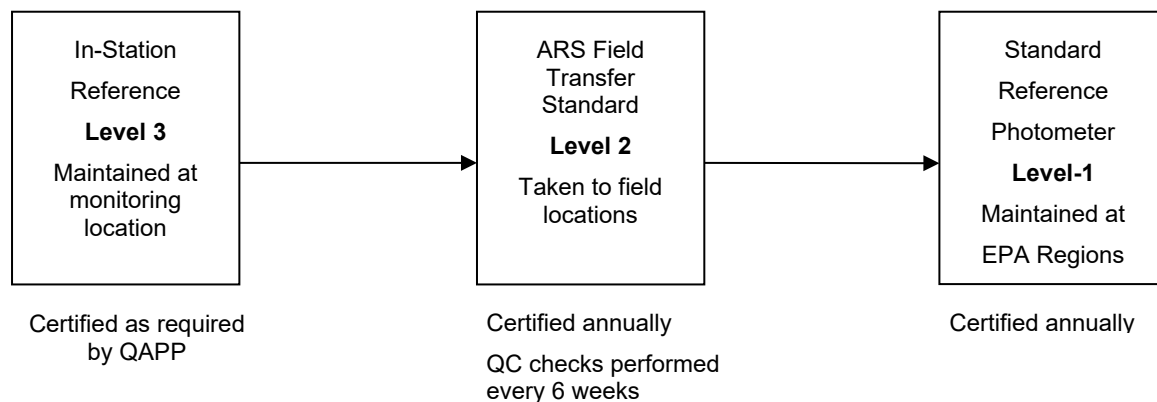 In-Station
Reference
Level 3
Maintained at
monitoring
location
Certified as required
by QAPP
ARS Field
Transfer
Standard
Level 2
Taken to field
locations
Certified annually
QC checks performed
every 6 weeks
Standard
Reference
Photometer
Level-1
Maintained at
EPA Regions
Certified annually